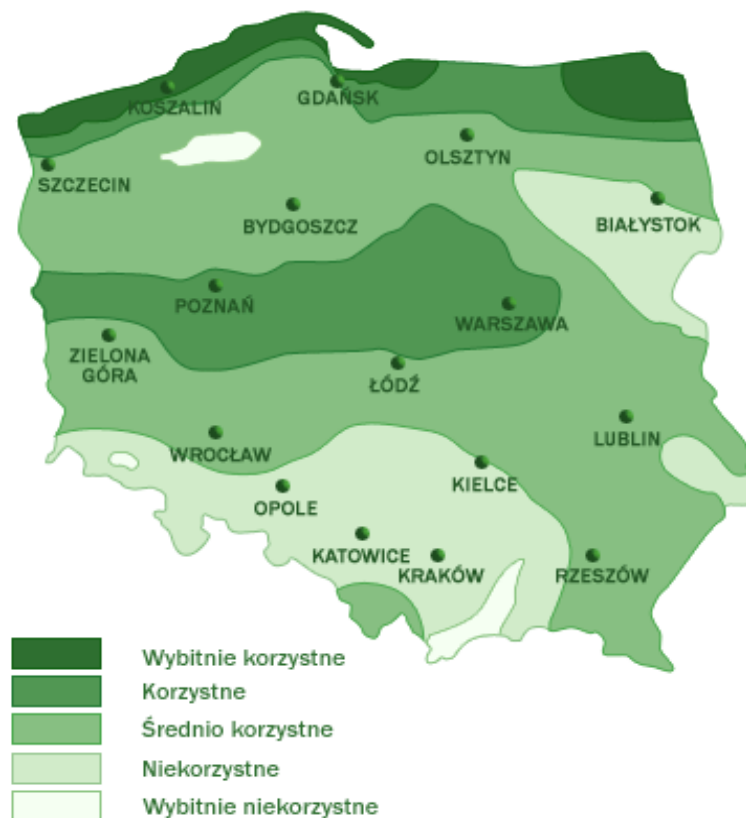 KOSZALIN
GDAŃSK
OLSZTYN
SZCZECIN
BIAŁYSTOK
BYDGOSZCZ
POZNAŃ
WARSZAWA
ZIELONA
GÓRA
ŁÓDŹ
LUBLIN
WROCŁAW
KIELCE
OPOLE
KATOWICE
KRAKÓW
RZESZÓW
Wybitnie korzystne
Korzystne
Średnio korzystne
Niekorzystne
Wybitnie niekorzystne